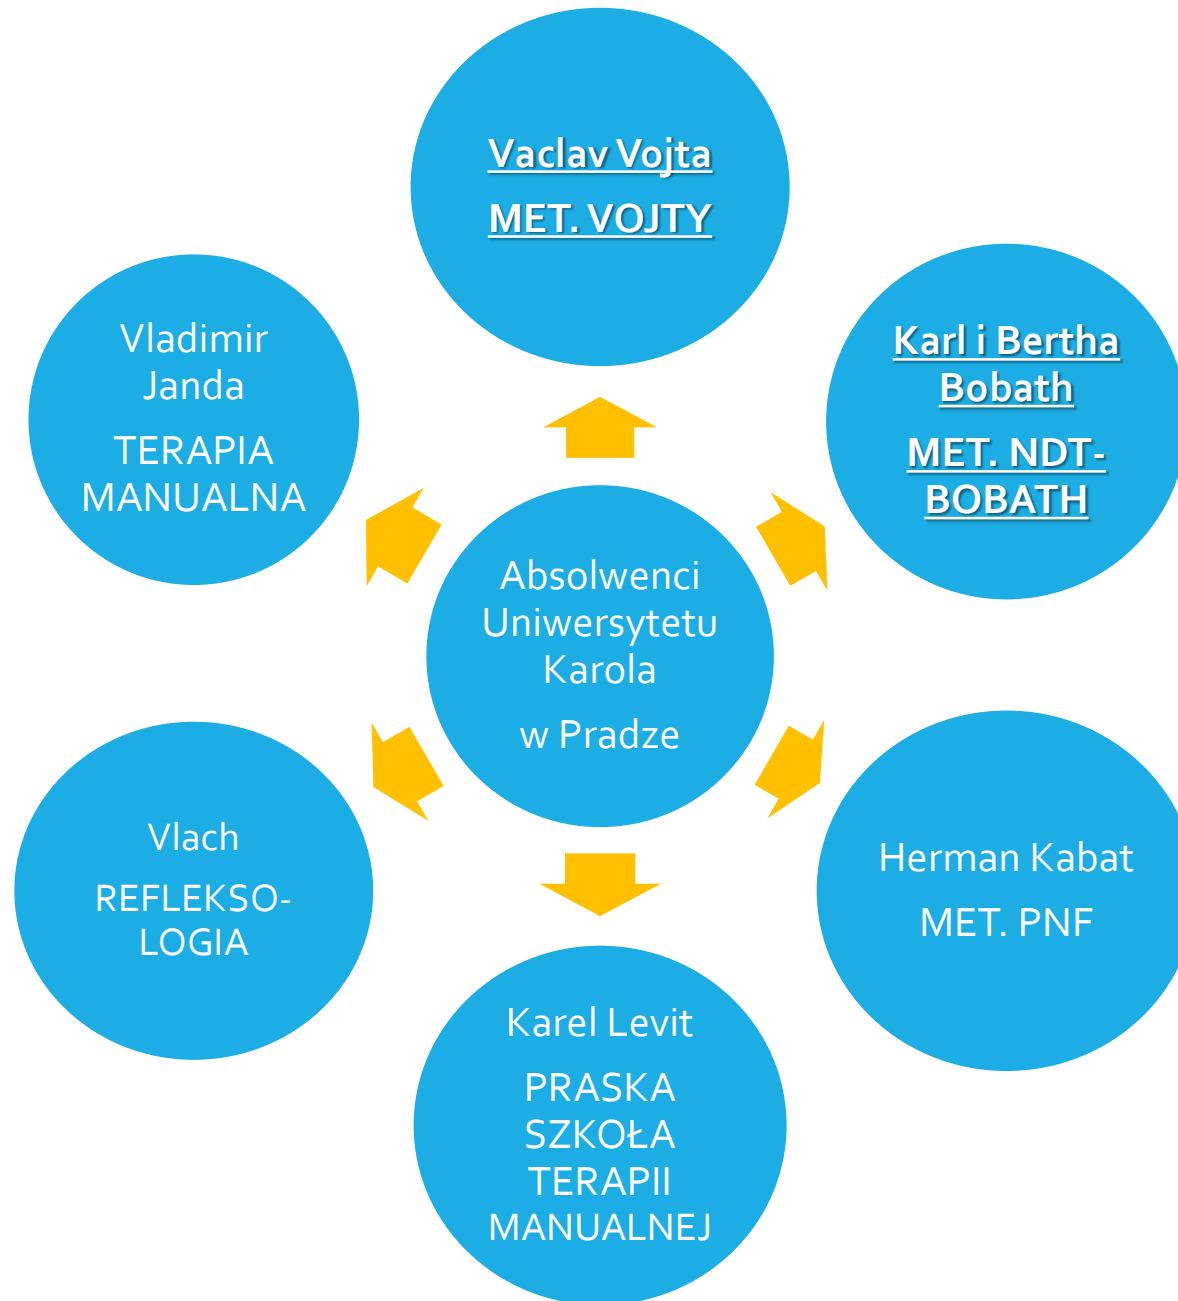 Vaclav Vojta
MET. VOJTY
Karl i Bertha
Bobath
MET. NDT-
BOBATH
Herman Kabat
MET. PNF
Karel Levit
PRASKA
SZKOŁA
TERAPII
MANUALNEJ
Vlach
REFLEKSO-
LOGIA
Vladimir
Janda
TERAPIA
MANUALNA
Absolwenci
Uniwersytetu
Karola
w Pradze